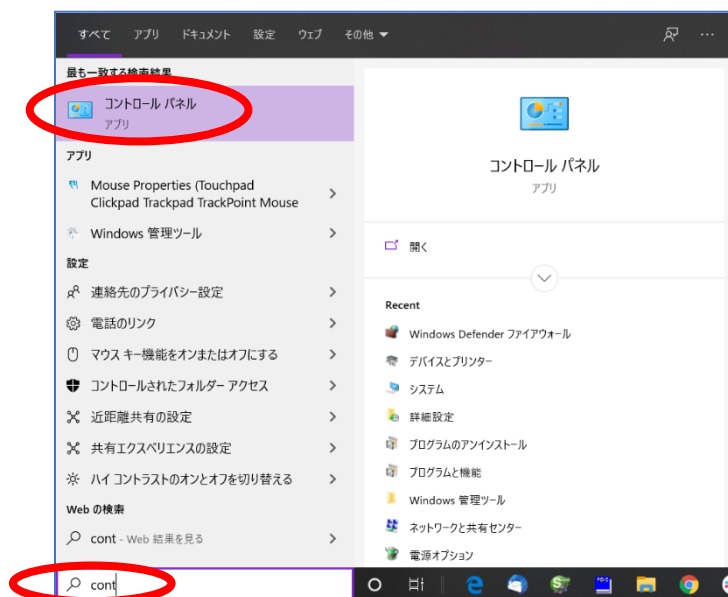 すべて アプリ ドキュメント 設定 ウェブ その他
最も一致する検索結果
コントロール パネル
アプリ
アプリ
Mouse Properties (Touchpad
Clickpad Trackpad TrackPoint Mouse
Windows 管理ツール
設定
連絡先のプライバシー設定
電話のリンク
マウス キー機能をオンまたはオフにする
コントロールされたフォルダー アクセス
近距離共有の設定
共有エクスペリエンスの設定
ハイ コントラストのオンとオフを切り替える
Web の検索
cont - Web 結果を見る
cont
コントロール パネル
アプリ
開く
Recent
Windows Defender ファイアウォール
デバイスとプリンター
システム
詳細設定
プログラムのアンインストール
プログラムと機能
Windows 管理ツール
ネットワークと共有センター
電源オプション